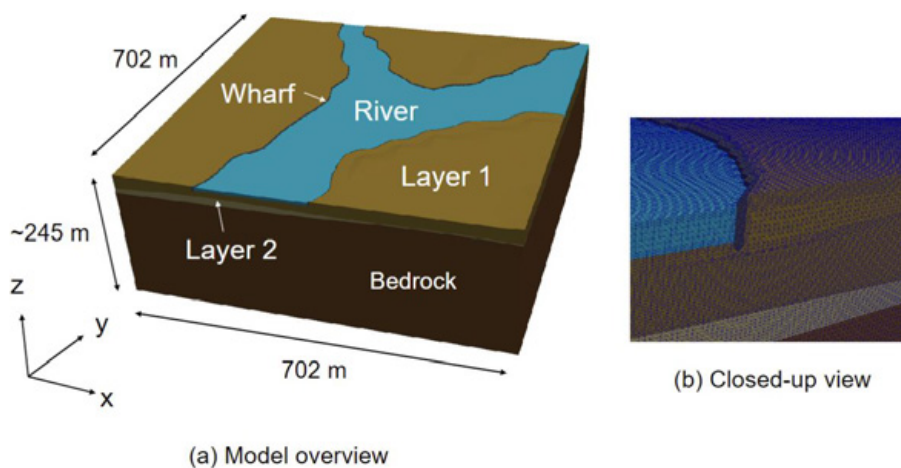 702 m
Wharf
River
Layer 1
~245 m
Layer 2
Bedrock
z
y
x
702 m
(a) Model overview
(b) Closed-up view